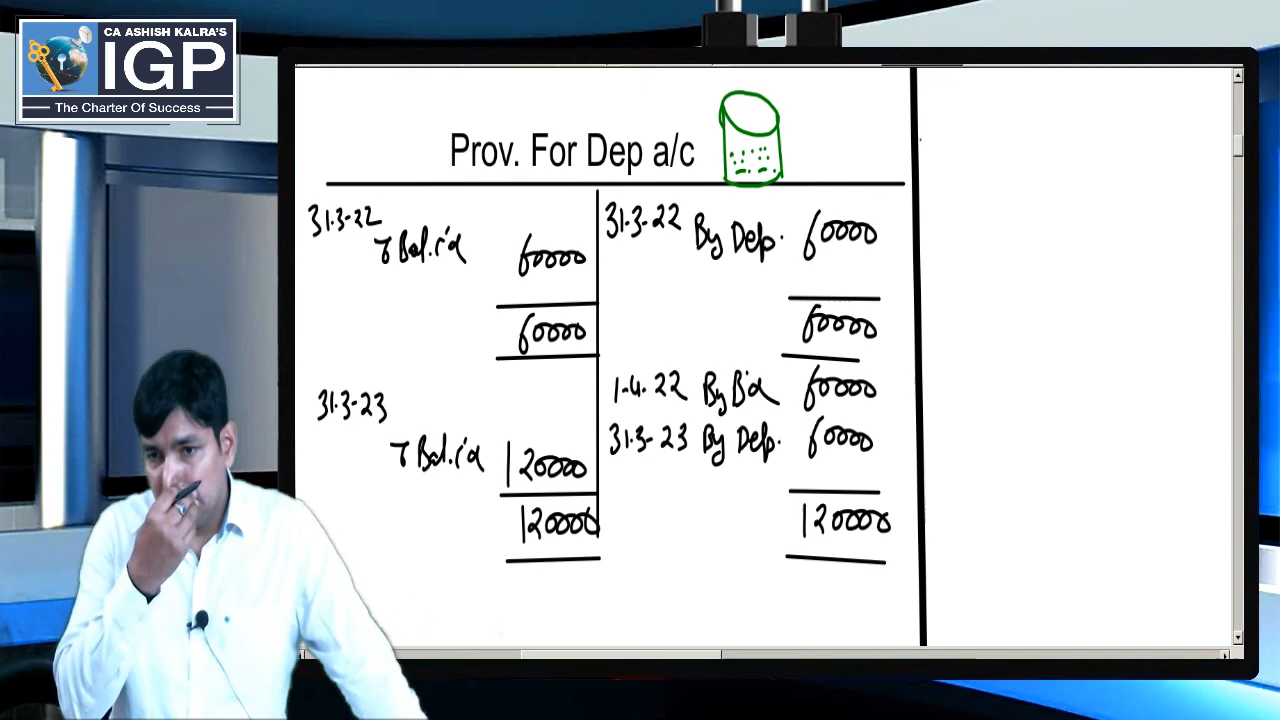 CA ASHISH KALRA'S
IGP
The Charter Of Success
Prov. For Dep a/c
31.3-22 31.3-22
To Bal. c/d 60000 By Dep. 60000
60000 60000
1-4-22 By B/d 60000
31.3-23 31.3-23 By Dep. 60000
To Bal. c/d 120000
120000 120000